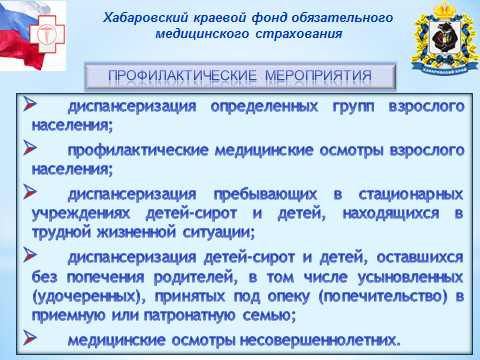 Хабаровский краевой фонд обязательного
медицинского страхования
ХАБАРОВСКИЙ КРАЙ
ПРОФИЛАКТИЧЕСКИЕ МЕРОПРИЯТИЯ
диспансеризация определенных групп взрослого
населения;
профилактические медицинские осмотры взрослого
населения;
диспансеризация пребывающих в стационарных
учреждениях детей-сирот и детей, находящихся в
трудной жизненной ситуации;
диспансеризация детей-сирот и детей, оставшихся
без попечения родителей, в том числе усыновленных
(удочеренных), принятых под опеку (попечительство) в
приемную или патронатную семью;
медицинские осмотры несовершеннолетних.